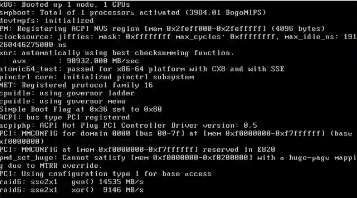 x86: Booted up 1 node, 1 CPUs
smpboot: Total of 1 processors activated (3984.01 BogoMIPS)
devtmpfs: initialized
PM: Registering ACPI NVS region [mem 0x2feff000-0x2fefffff] (4096 bytes)
clocksource: jiffies: mask: 0xffffffff max_cycles: 0xffffffff, max_idle_ns: 191
260446275000 ns
xor: automatically using best checksumming function:
avx : 90932.000 MB/sec
atomic64_test: passed for x86-64 platform with CX8 and with SSE
pinctrl core: initialized pinctrl subsystem
NET: Registered protocol family 16
cpuidle: using governor ladder
cpuidle: using governor menu
Simple Boot Flag at 0x36 set to 0x80
ACPI: bus type PCI registered
acpiphp: ACPI Hot Plug PCI Controller Driver version: 0.5
PCI: MMCONFIG for domain 0000 [bus 00-7f] at [mem 0xf0000000-0xf7ffffff] (base
xf0000000)
PCI: MMCONFIG at [mem 0xf0000000-0xf7ffffff] reserved in E820
pmd_set_huge: Cannot satisfy [mem 0xf0000000-0xf0200000] with a huge-page mappi
g due to MTRR override.
PCI: Using configuration type 1 for base access
raid6: sse2x1 gen() 14535 MB/s
raid6: sse2x1 xor() 9146 MB/s